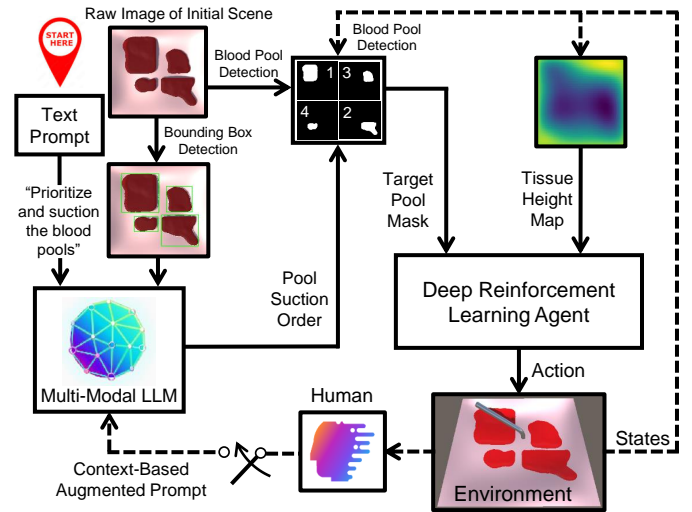 START
HERE
Raw Image of Initial Scene
Blood Pool
Detection
Blood Pool
Detection
1
3
4
2
Text
Prompt
Bounding Box
Detection
"Prioritize
and suction
the blood
pools"
Target
Pool
Mask
Tissue
Height
Map
Pool
Suction
Order
Deep Reinforcement
Learning Agent
Multi-Modal LLM
Human
Action
States
Context-Based
Augmented Prompt
Environment